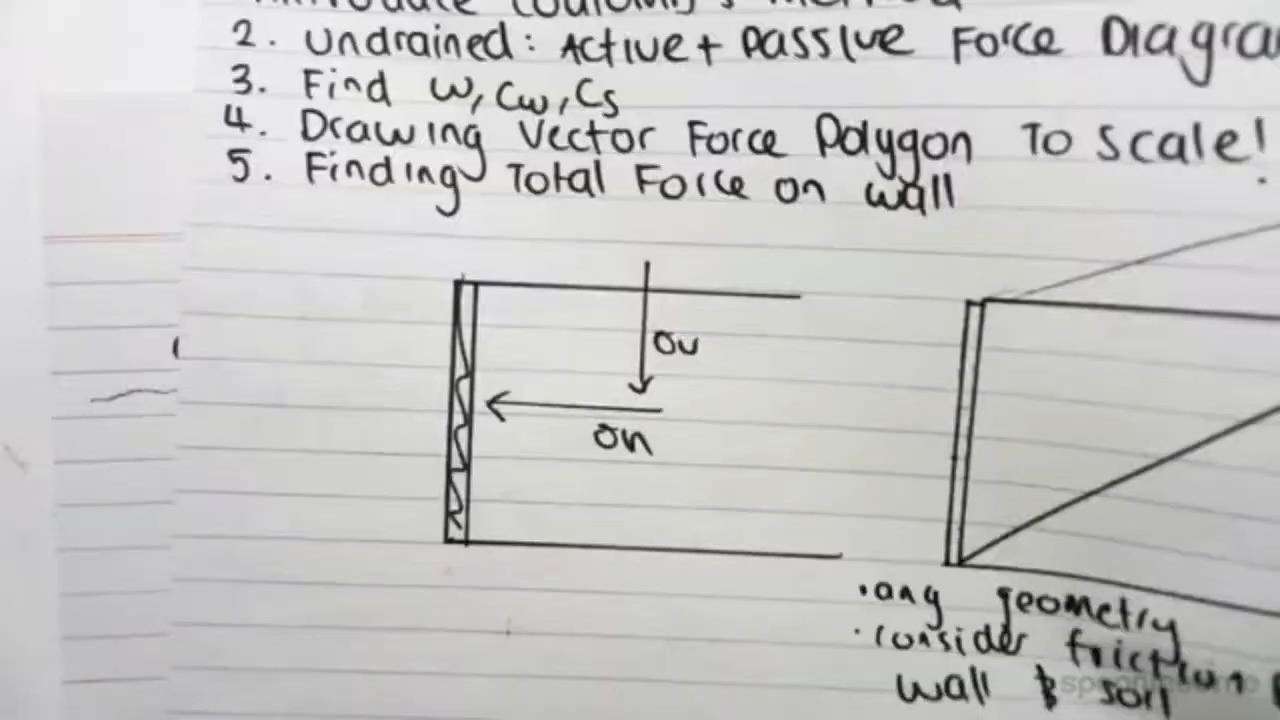 2. Undrained: Active + Passive Force Diagra
3. Find W, Cw, Cs
4. Drawing Vector Force Polygon To Scale!
5. Finding Total Force on wall
σv
σh
• any geometry
• consider friction
wall & soil